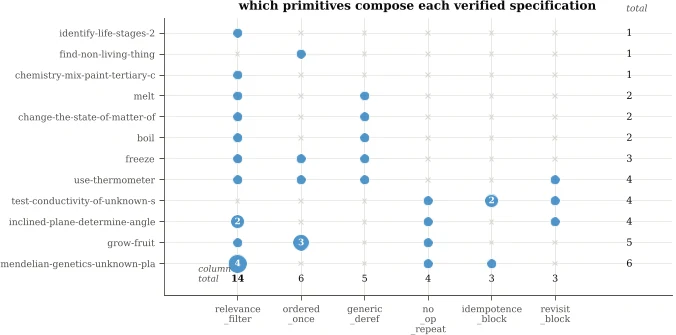 which primitives compose each verified specification
total
identify-life-stages-2 1
find-non-living-thing 1
chemistry-mix-paint-tertiary-c 1
melt 2
change-the-state-of-matter-of 2
boil 2
freeze 3
use-thermometer 4
test-conductivity-of-unknown-s 2 4
inclined-plane-determine-angle 2 4
grow-fruit 3 5
mendelian-genetics-unknown-pla 4 6
column
total 14 6 5 4 3 3
relevance ordered generic no idempotence revisit
_filter _once _deref _op _block _block
_repeat